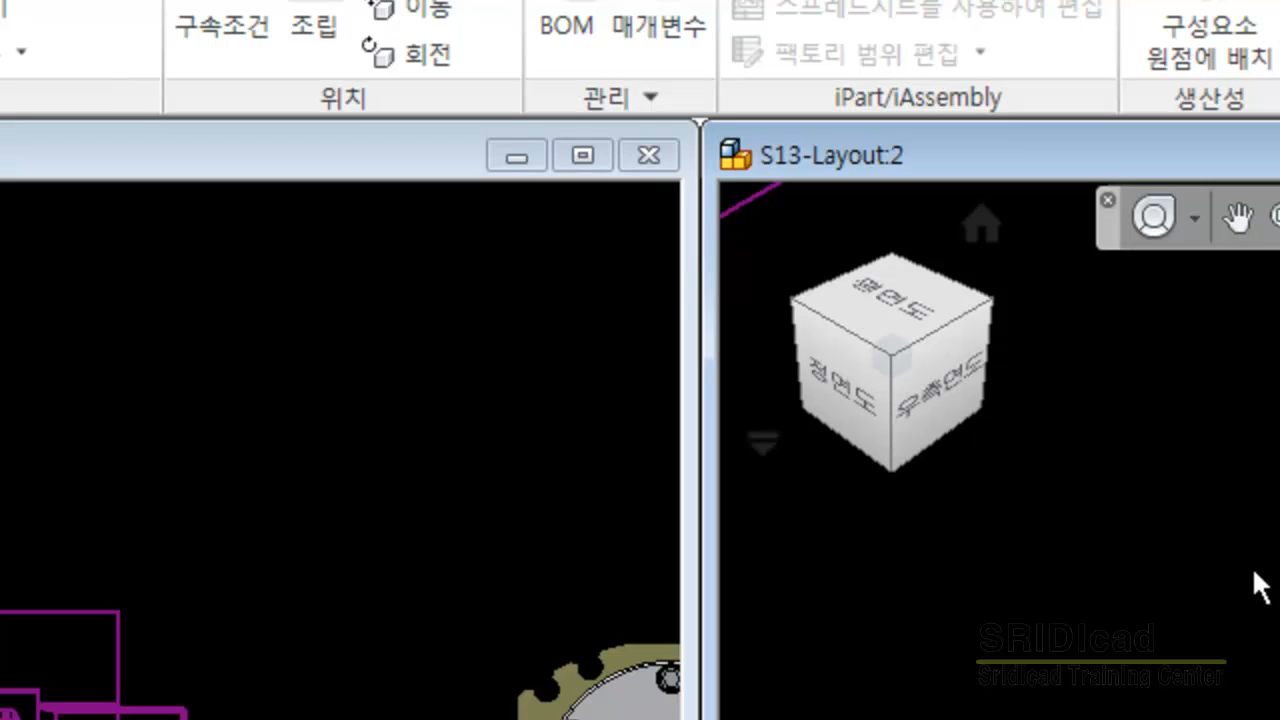 이동
구속조건 조립
회전
위치
BOM 매개변수
관리
스프레드시트를 사용하여 편집
팩토리 범위 편집
iPart/iAssembly
구성요소
원점에 배치
생산성
S13-Layout:2
평면도
정면도
우측면도
SRIDIcad
Sridicad Training Center